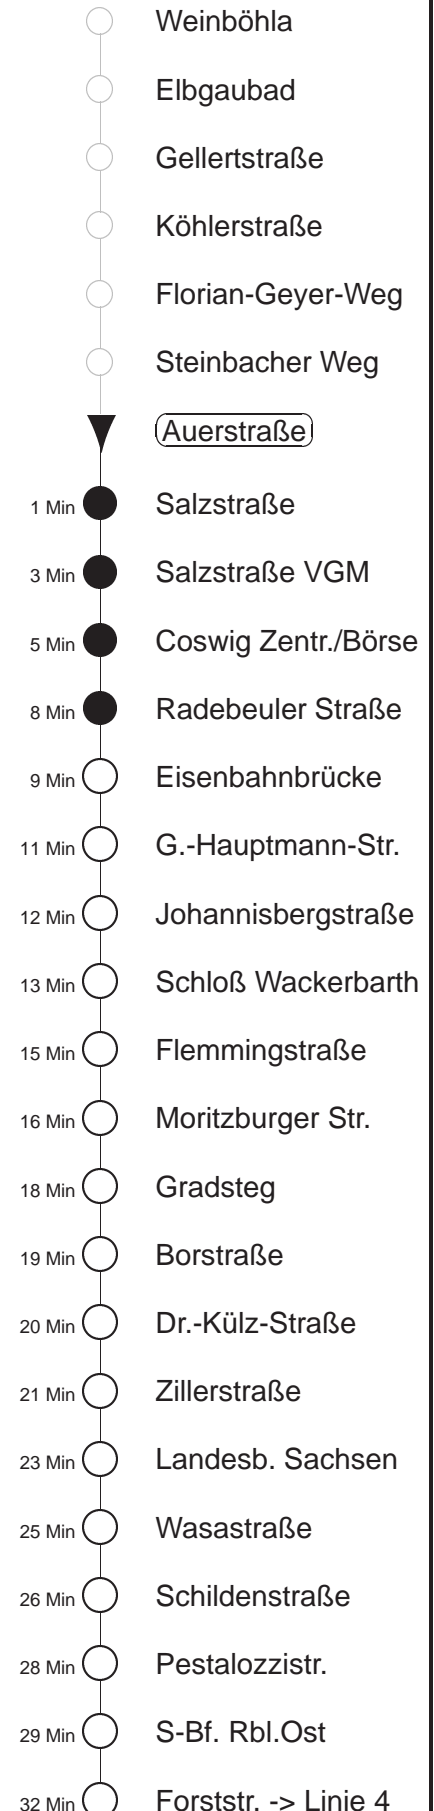 Weinböhla
Elbgaubad
Gellertstraße
Köhlerstraße
Florian-Geyer-Weg
Steinbacher Weg
Auerstraße
1 Min Salzstraße
3 Min Salzstraße VGM
5 Min Coswig Zentr./Börse
8 Min Radebeuler Straße
9 Min Eisenbahnbrücke
11 Min G.-Hauptmann-Str.
12 Min Johannisbergstraße
13 Min Schloß Wackerbarth
15 Min Flemmingstraße
16 Min Moritzburger Str.
18 Min Gradsteg
19 Min Borstraße
20 Min Dr.-Külz-Straße
21 Min Zillerstraße
23 Min Landesb. Sachsen
25 Min Wasastraße
26 Min Schildenstraße
28 Min Pestalozzistr.
29 Min S-Bf. Rbl.Ost
32 Min Forststr. -> Linie 4